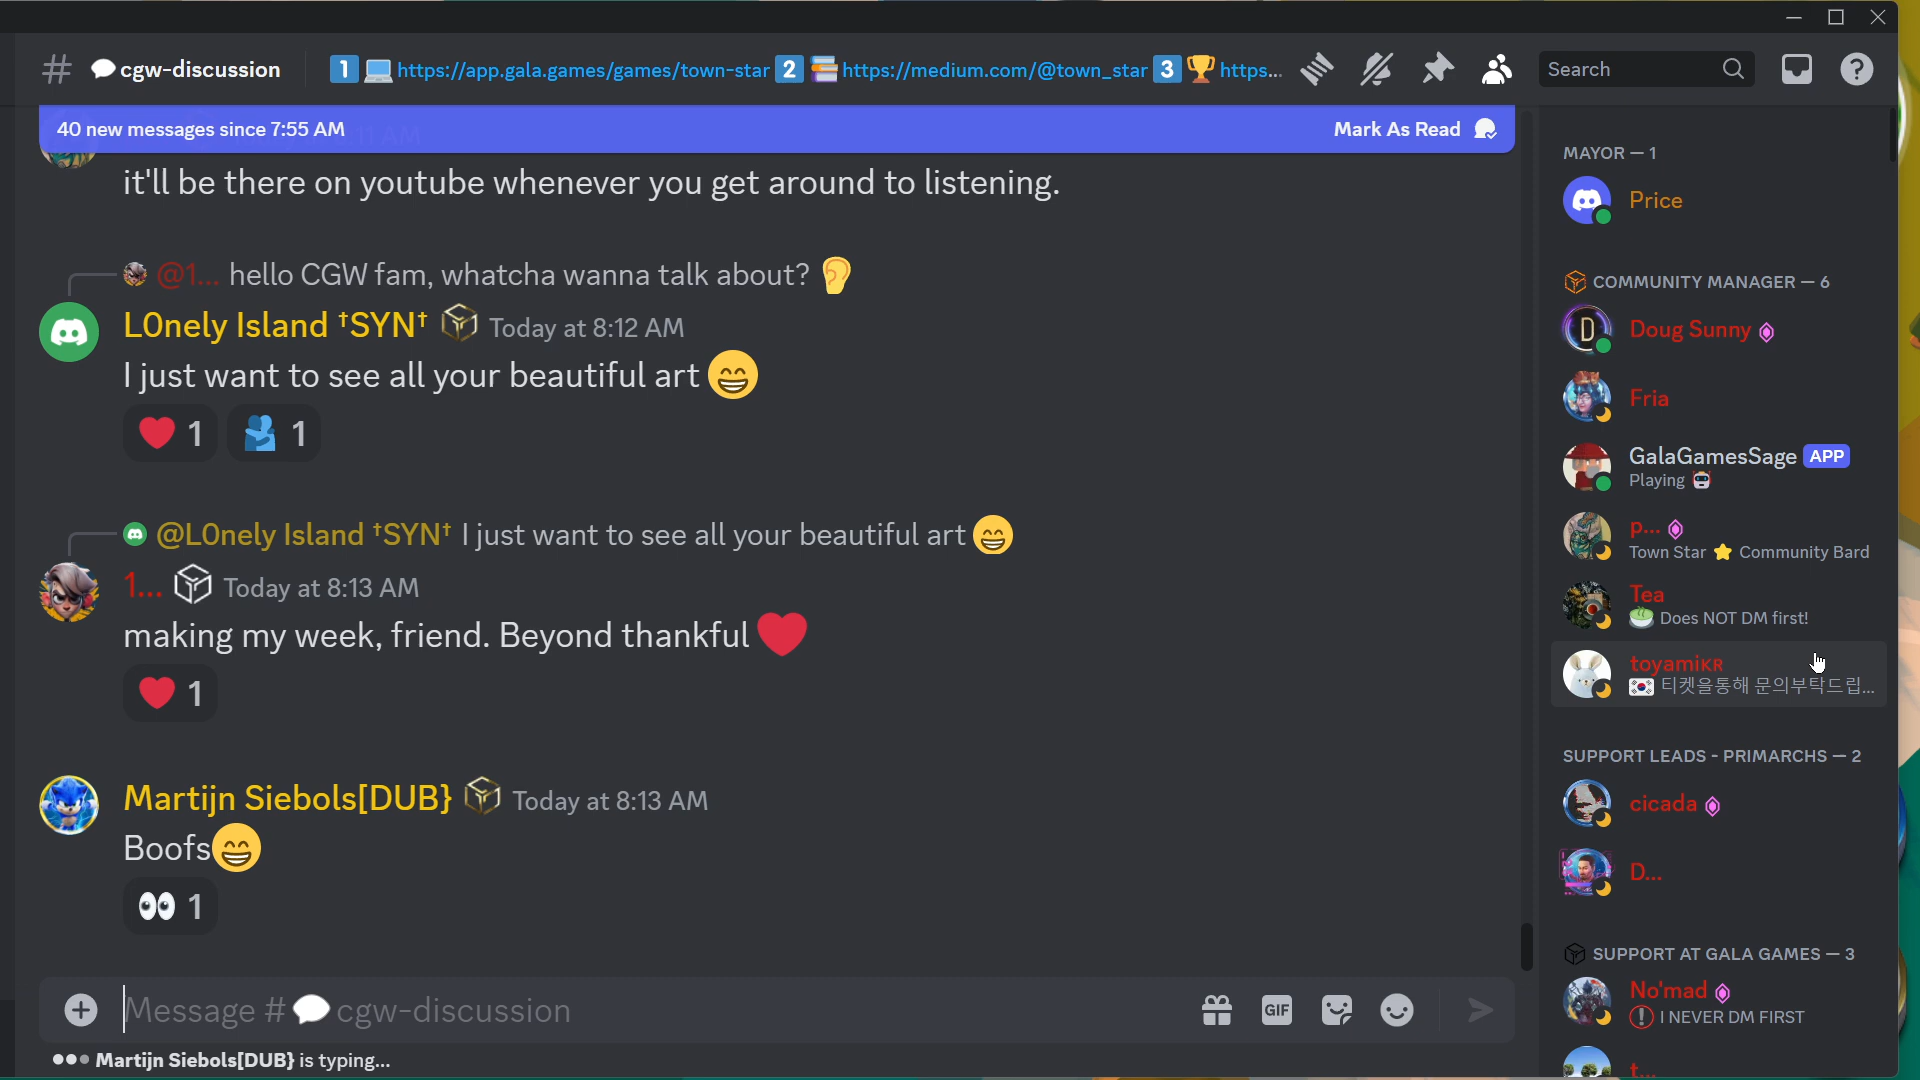 # 💬 cgw-discussion
1 💻 https://app.gala.games/games/town-star 2 📚 https://medium.com/@town_star 3 🏆 https...
Search
40 new messages since 7:55 AM
Mark As Read
it'll be there on youtube whenever you get around to listening.
@1... hello CGW fam, whatcha wanna talk about? 👂
L0nely Island †SYN† Today at 8:12 AM
I just want to see all your beautiful art 😁
❤️ 1 🫂 1
@L0nely Island †SYN† I just want to see all your beautiful art 😁
1... Today at 8:13 AM
making my week, friend. Beyond thankful ❤️
❤️ 1
Martijn Siebols[DUB} Today at 8:13 AM
Boofs😁
👀 1
Message # 💬 cgw-discussion
GIF
Martijn Siebols[DUB} is typing...
MAYOR — 1
Price
COMMUNITY MANAGER — 6
Doug Sunny
Fria
GalaGamesSage APP
Playing
p...
Town Star ⭐ Community Bard
Tea
🍵 Does NOT DM first!
toyamiKR
🇰🇷 티켓을통해 문의부탁드립...
SUPPORT LEADS - PRIMARCHS — 2
cicada
D...
SUPPORT AT GALA GAMES — 3
No'mad
I NEVER DM FIRST
t...